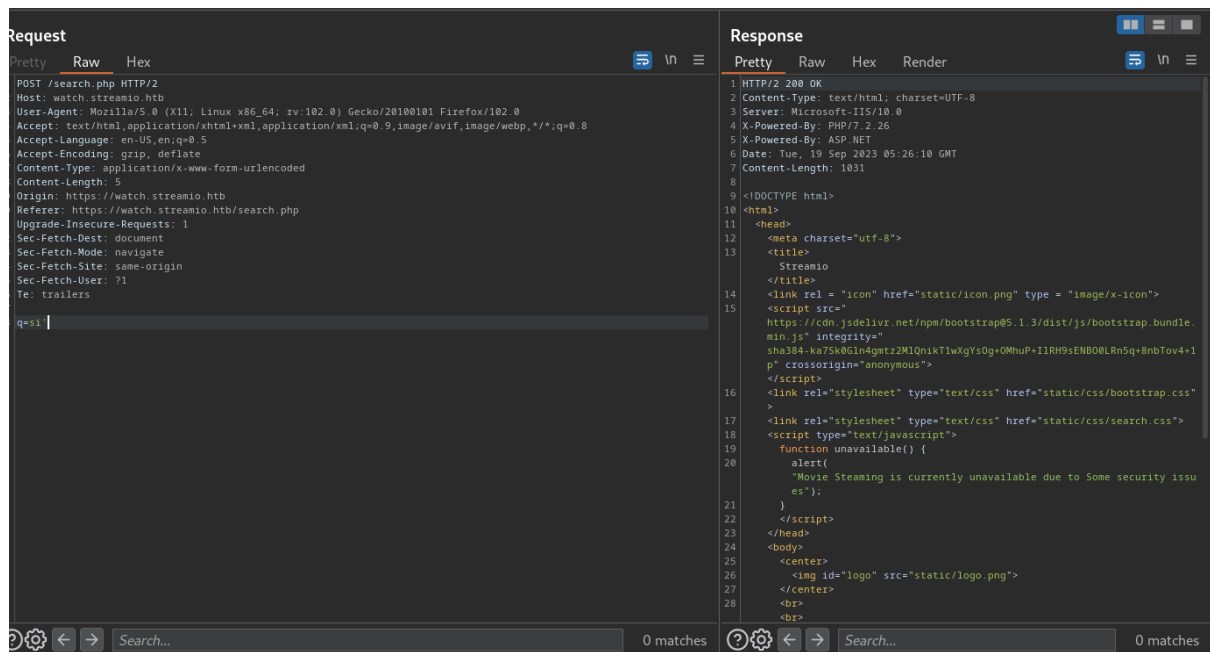 Request
Pretty Raw Hex
\n
POST /search.php HTTP/2
Host: watch.streamio.htb
User-Agent: Mozilla/5.0 (X11; Linux x86_64; rv:102.0) Gecko/20100101 Firefox/102.0
Accept: text/html,application/xhtml+xml,application/xml;q=0.9,image/avif,image/webp,*/*;q=0.8
Accept-Language: en-US,en;q=0.5
Accept-Encoding: gzip, deflate
Content-Type: application/x-www-form-urlencoded
Content-Length: 5
Origin: https://watch.streamio.htb
Referer: https://watch.streamio.htb/search.php
Upgrade-Insecure-Requests: 1
Sec-Fetch-Dest: document
Sec-Fetch-Mode: navigate
Sec-Fetch-Site: same-origin
Sec-Fetch-User: ?1
Te: trailers
q=si'
Search...
0 matches
Response
Pretty Raw Hex Render
\n
1 HTTP/2 200 OK
2 Content-Type: text/html; charset=UTF-8
3 Server: Microsoft-IIS/10.0
4 X-Powered-By: PHP/7.2.26
5 X-Powered-By: ASP.NET
6 Date: Tue, 19 Sep 2023 05:26:10 GMT
7 Content-Length: 1031
8
9 <!DOCTYPE html>
10 <html>
11 <head>
12 <meta charset="utf-8">
13 <title>
Streamio
</title>
14 <link rel = "icon" href="static/icon.png" type = "image/x-icon">
15 <script src="
https://cdn.jsdelivr.net/npm/bootstrap@5.1.3/dist/js/bootstrap.bundle.
min.js" integrity="
sha384-ka7Sk0Gln4gmtz2MlQnikT1wXgYsOg+OMhuP+IlRH9sENBO0LRn5q+8nbTov4+1
p" crossorigin="anonymous">
</script>
16 <link rel="stylesheet" type="text/css" href="static/css/bootstrap.css"
>
17 <link rel="stylesheet" type="text/css" href="static/css/search.css">
18 <script type="text/javascript">
19 function unavailable() {
20 alert(
"Movie Steaming is currently unavailable due to Some security issu
es");
21 }
22 </script>
23 </head>
24 <body>
25 <center>
26 <img id="logo" src="static/logo.png">
27 </center>
28 <br>
<br>
Search...
0 matches